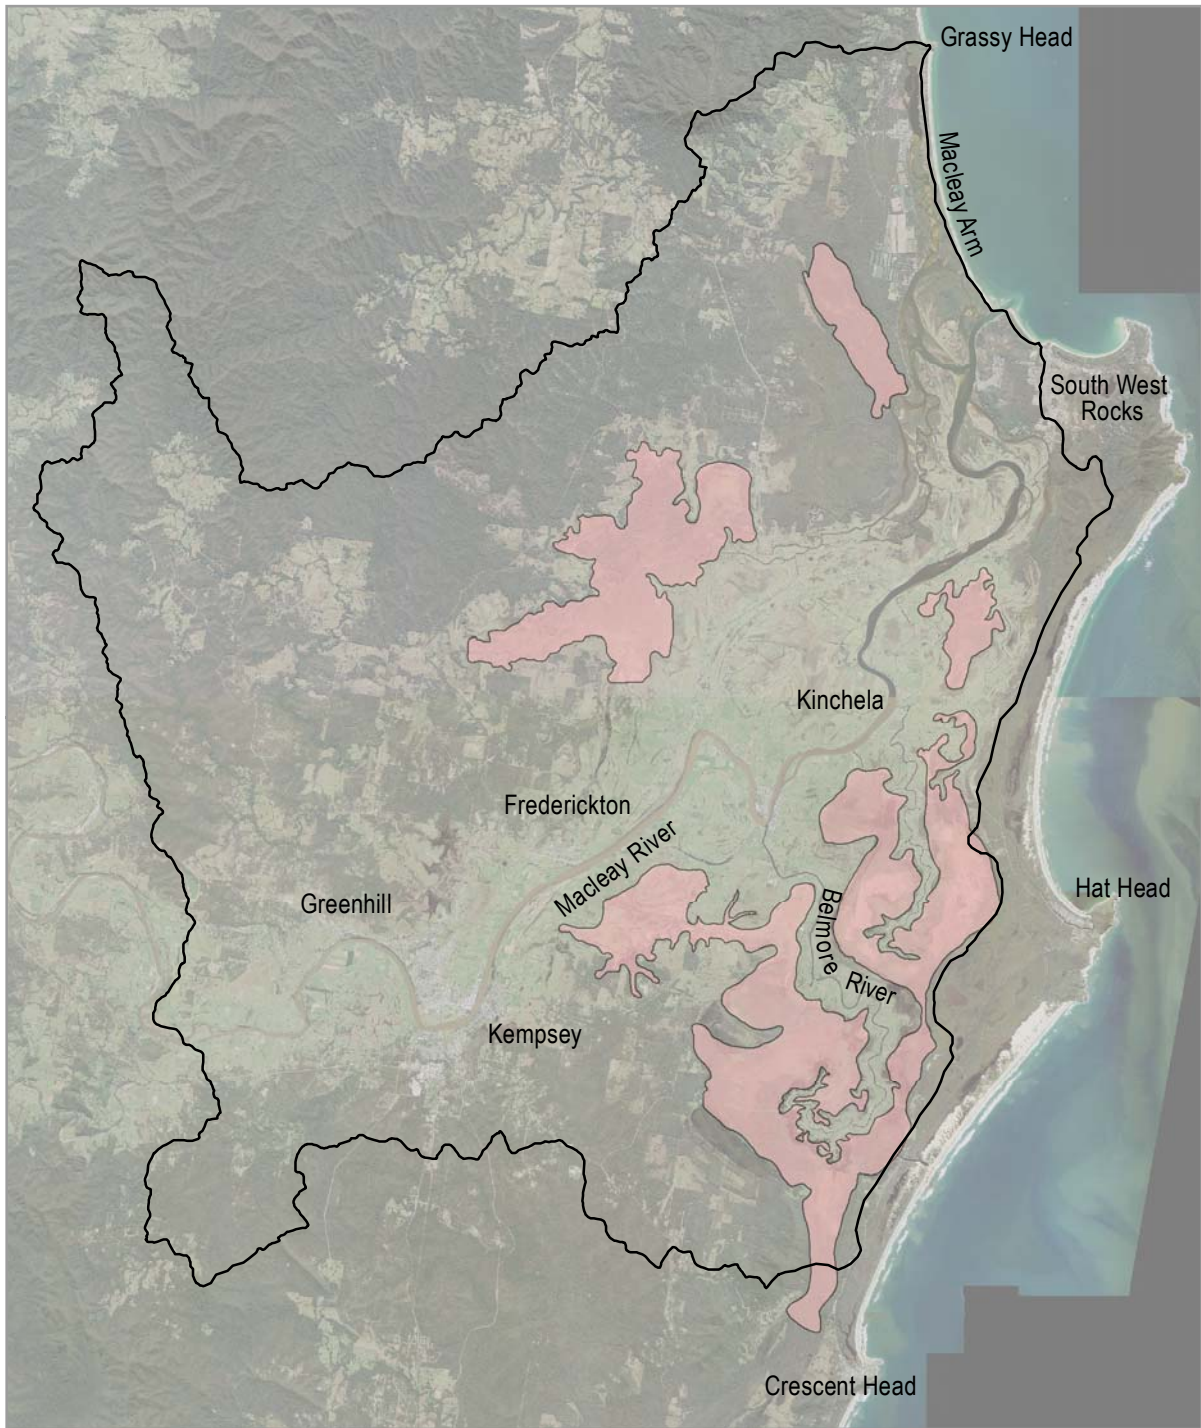 Grassy Head
Macleay Arm
South West
Rocks
Kinchela
Frederickton
Macleay River
Greenhill
Hat Head
Belmore
River
Kempsey
Crescent Head